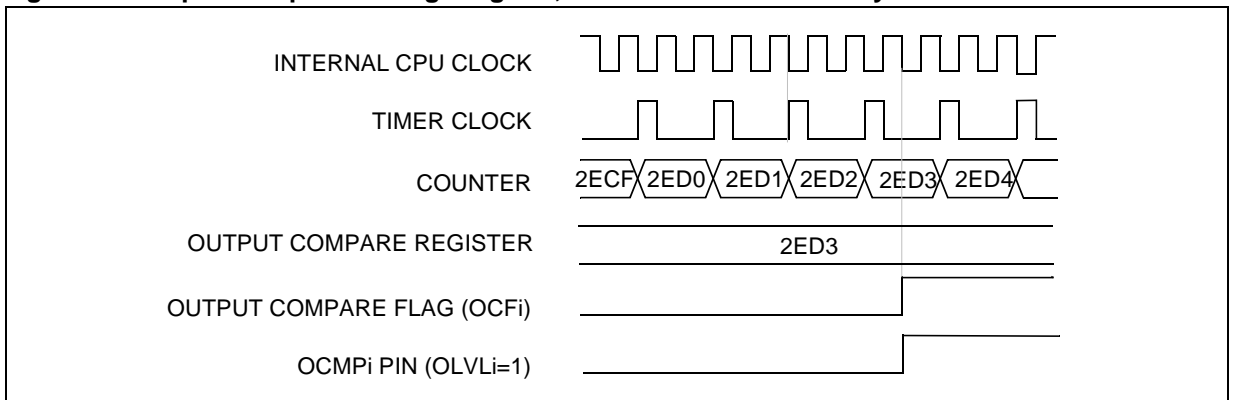 INTERNAL CPU CLOCK
TIMER CLOCK
COUNTER 2ECF 2ED0 2ED1 2ED2 2ED3 2ED4
OUTPUT COMPARE REGISTER 2ED3
OUTPUT COMPARE FLAG (OCFi)
OCMPi PIN (OLVLi=1)